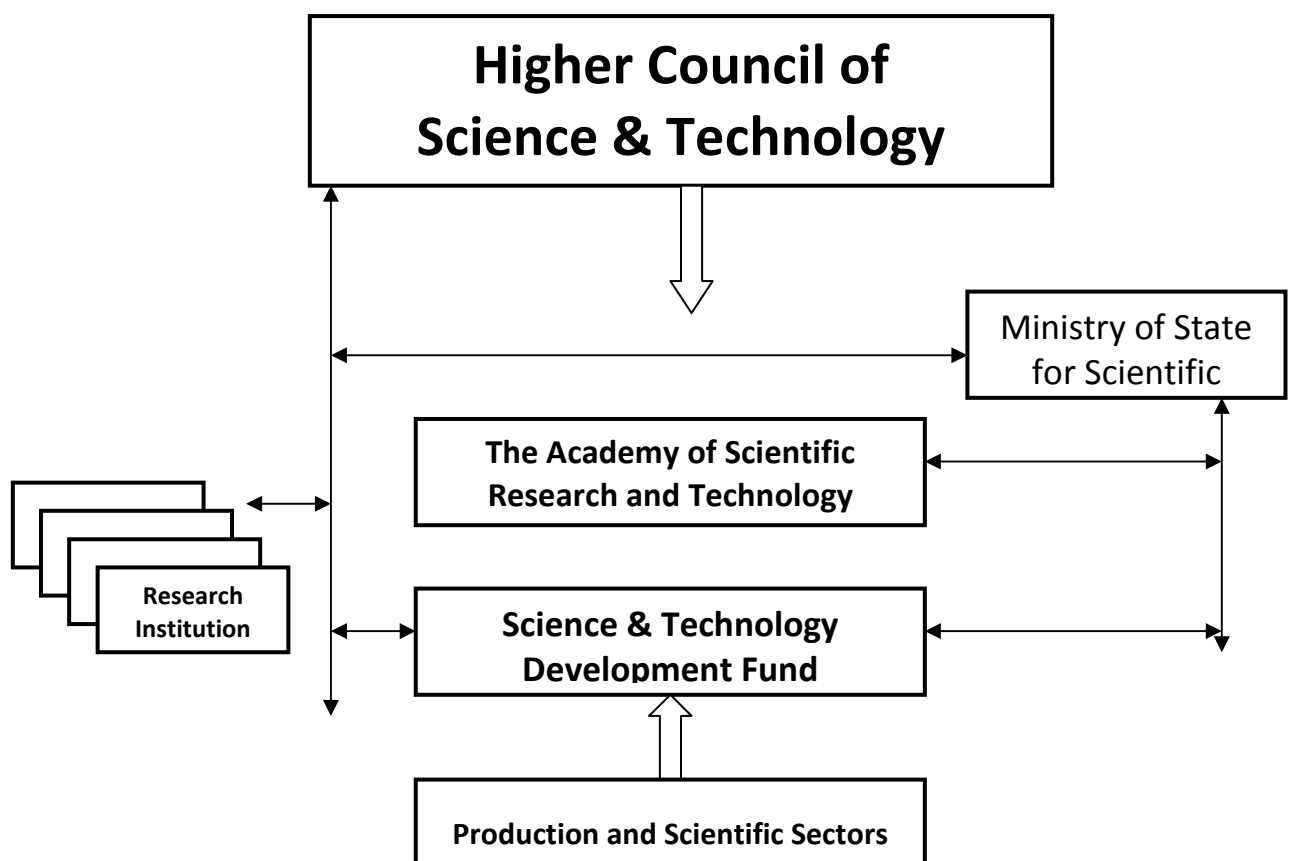 Higher Council of
Science & Technology
Ministry of State
for Scientific
The Academy of Scientific
Research and Technology
Research
Institution
Science & Technology
Development Fund
Production and Scientific Sectors